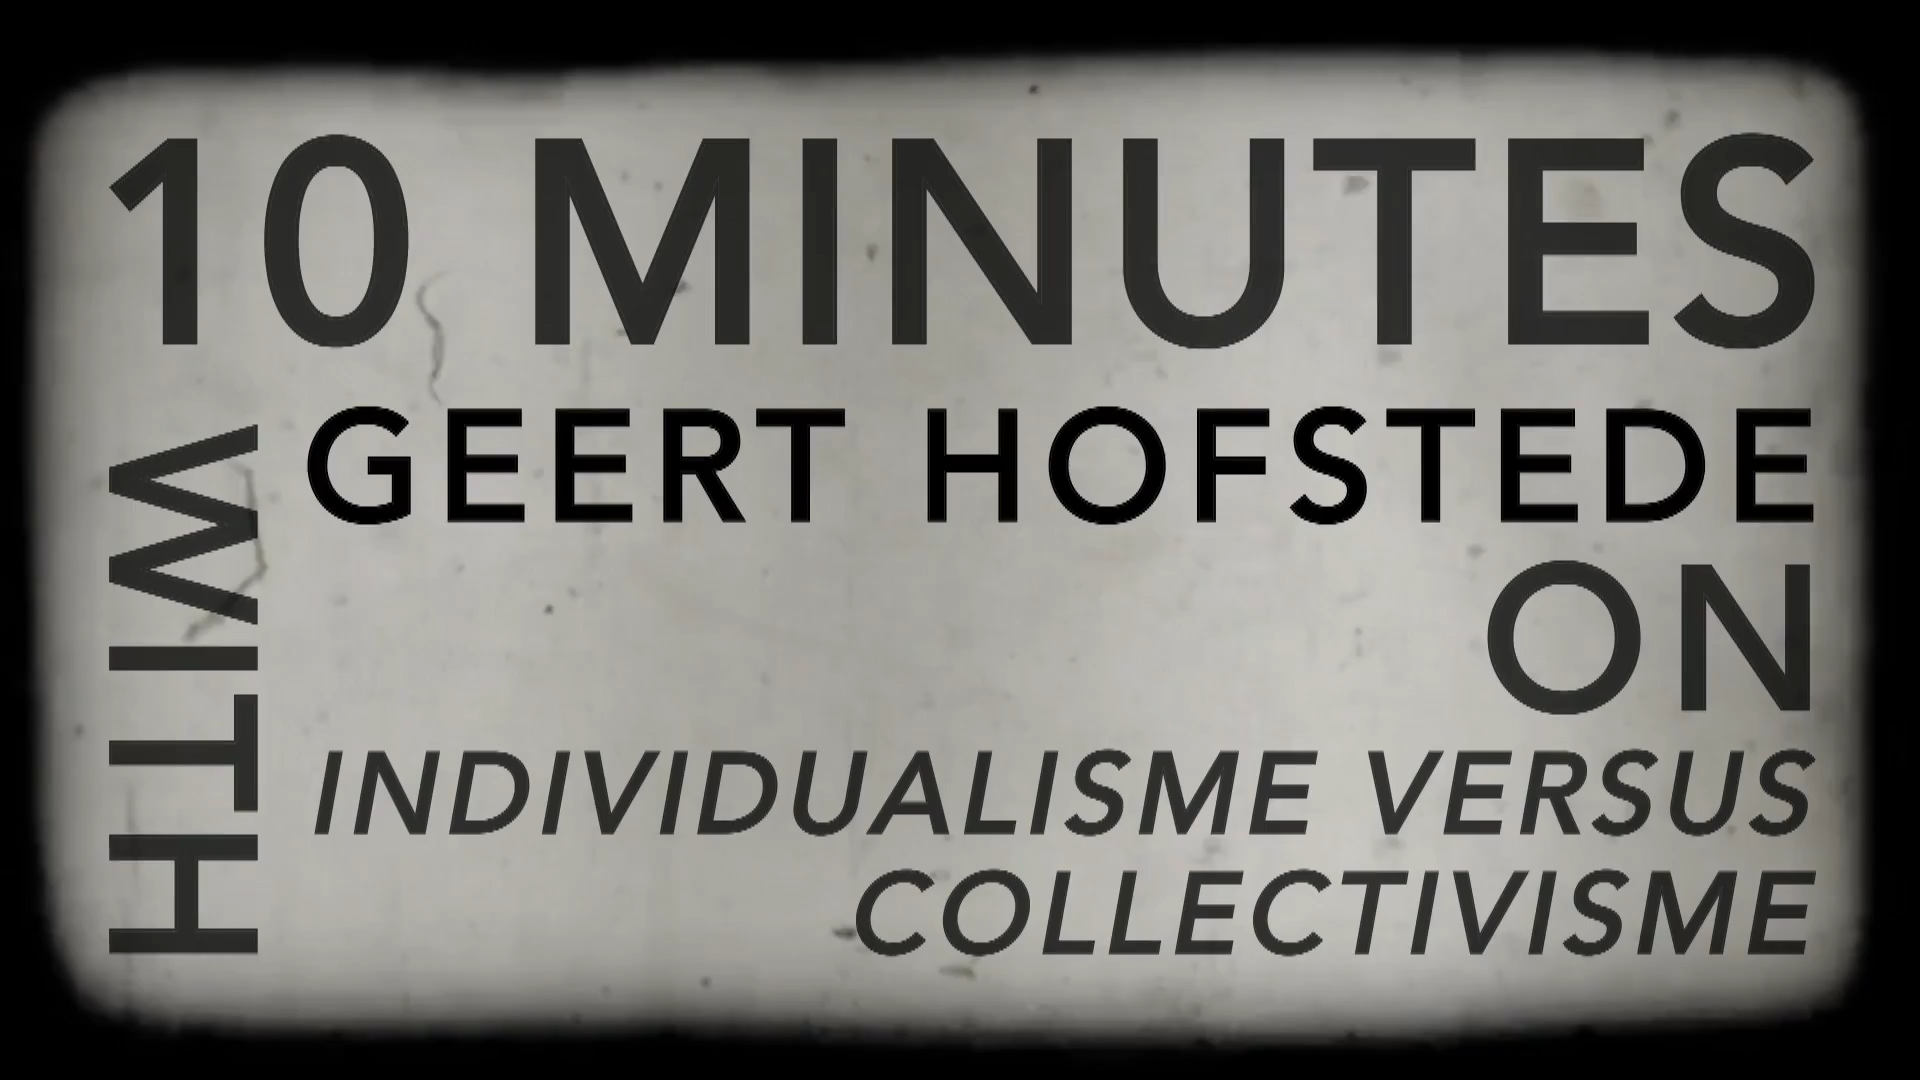 10 MINUTES
WITH
GEERT HOFSTEDE
ON
INDIVIDUALISME VERSUS
COLLECTIVISME